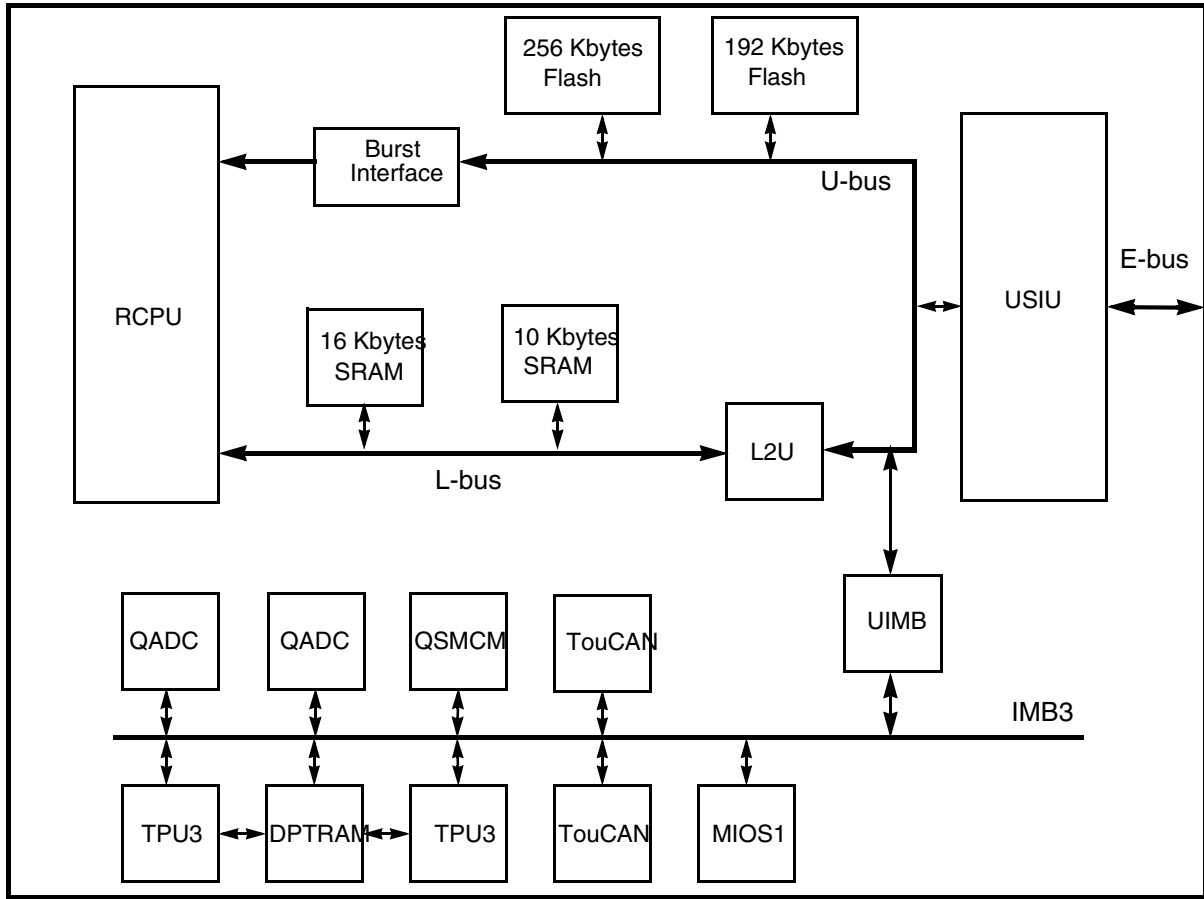 256 Kbytes
Flash
192 Kbytes
Flash
Burst
Interface
U-bus
E-bus
RCPU
USIU
16 Kbytes
SRAM
10 Kbytes
SRAM
L2U
L-bus
UIMB
QADC
QADC
QSMCM
TouCAN
IMB3
TPU3
DPTRAM
TPU3
TouCAN
MIOS1